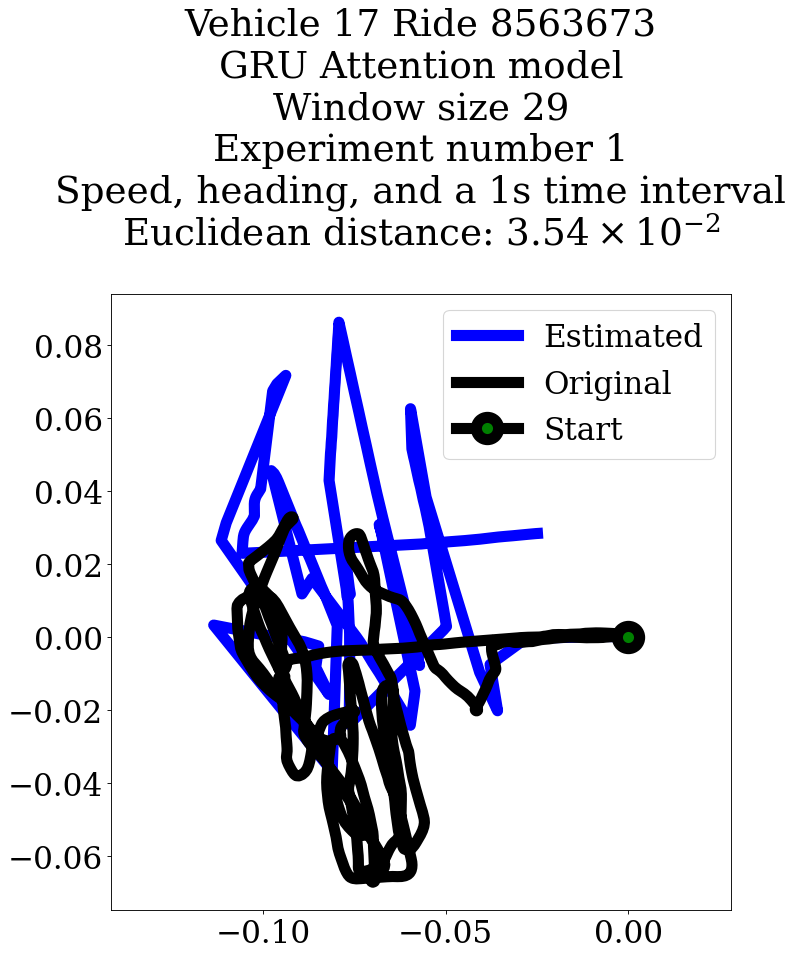 Vehicle 17 Ride 8563673
GRU Attention model
Window size 29
Experiment number 1
Speed, heading, and a 1s time interval
Euclidean distance: 3.54 × 10⁻²
Estimated
Original
Start
0.08
0.06
0.04
0.02
0.00
−0.02
−0.04
−0.06
−0.10
−0.05
0.00